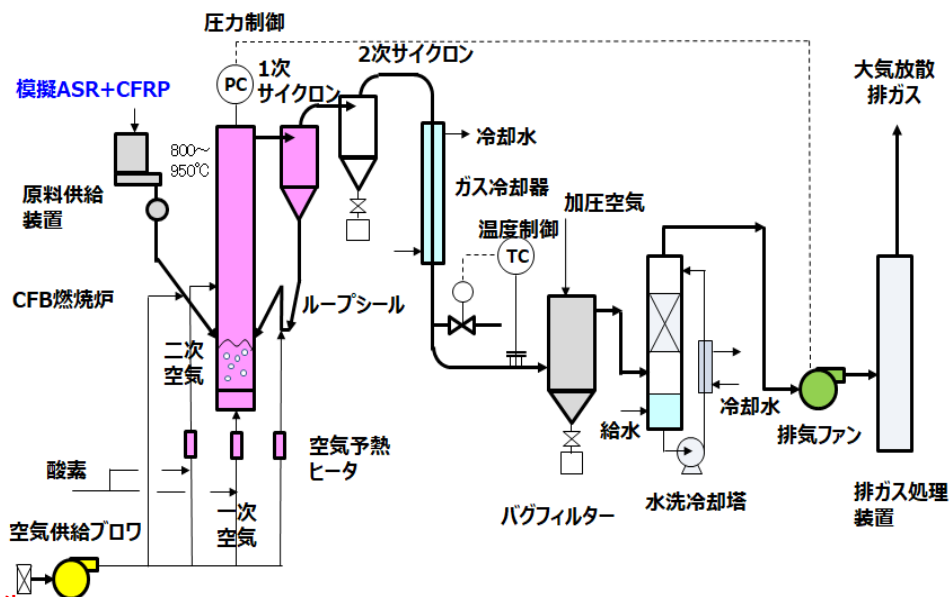 圧力制御
PC
1次
サイクロン
2次サイクロン
大気放散
排ガス
模擬ASR+CFRP
800～
950℃
冷却水
ガス冷却器
加圧空気
原料供給
装置
温度制御
TC
CFB燃焼炉
ループシール
二次
空気
給水
冷却水
排気ファン
空気予熱
ヒータ
酸素
一次
空気
バグフィルター
水洗冷却塔
排ガス処理
装置
空気供給ブロワ